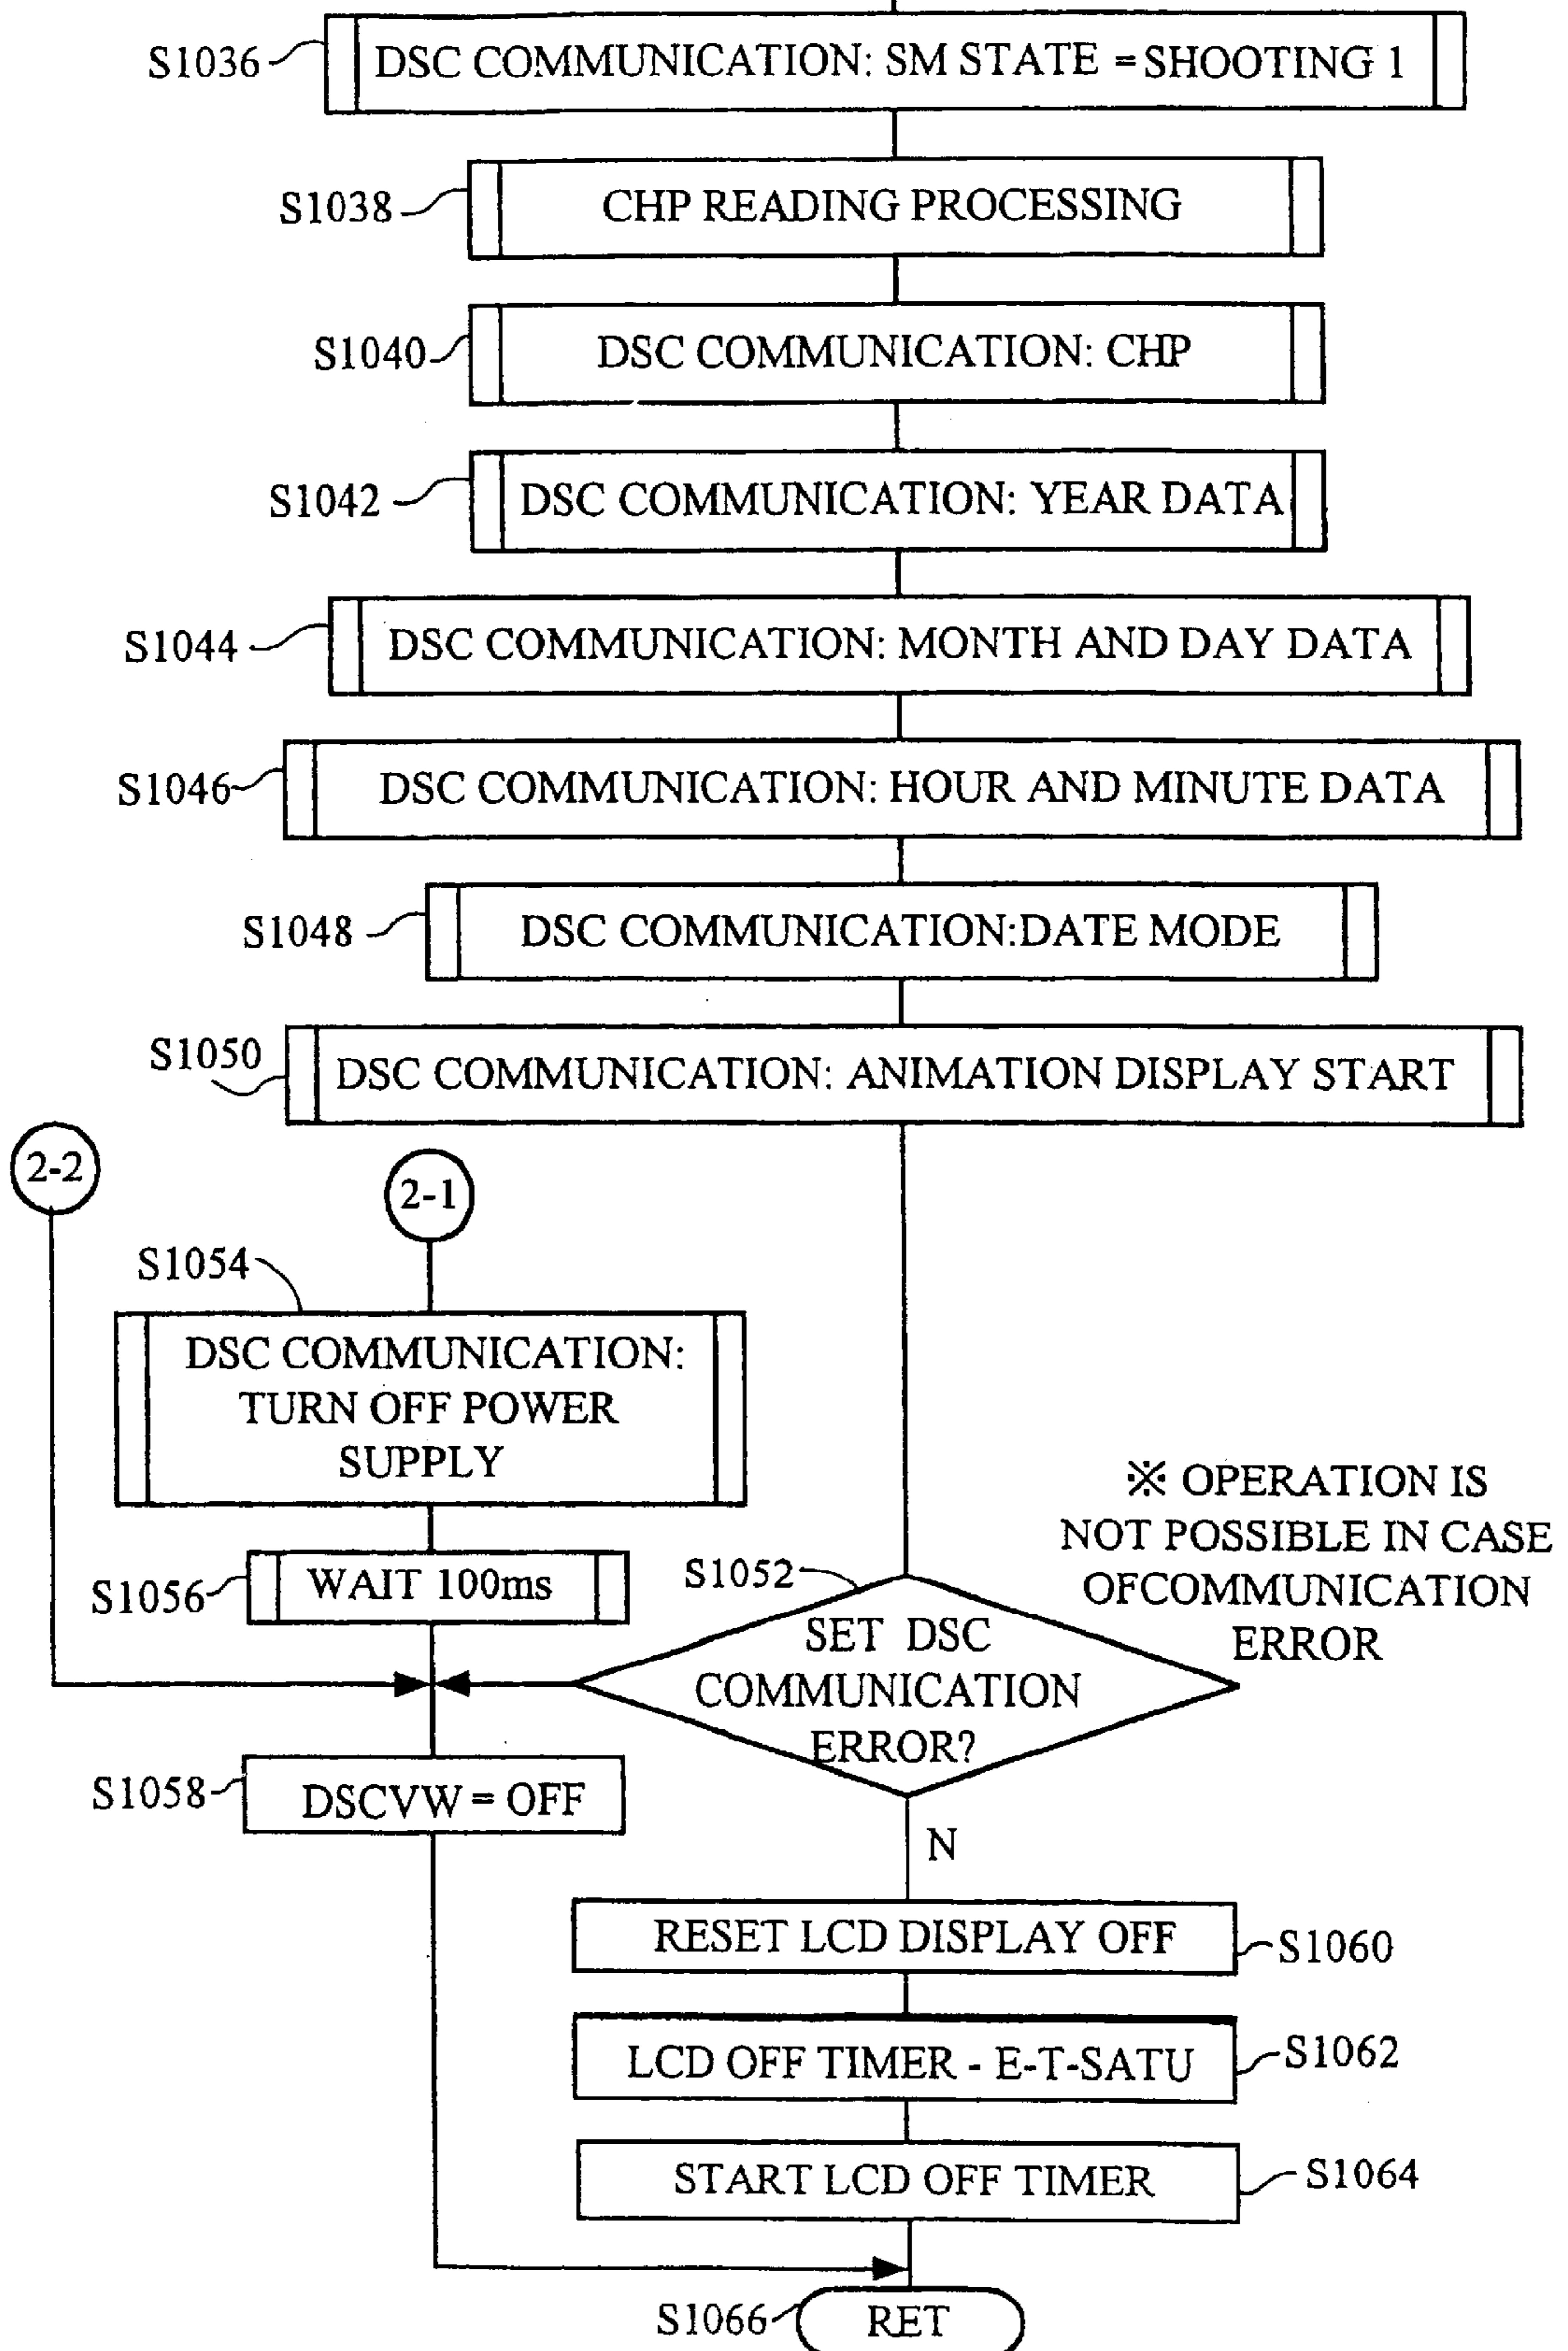 S1036
DSC COMMUNICATION: SM STATE = SHOOTING 1
S1038
CHP READING PROCESSING
S1040
DSC COMMUNICATION: CHP
S1042
DSC COMMUNICATION: YEAR DATA
S1044
DSC COMMUNICATION: MONTH AND DAY DATA
S1046
DSC COMMUNICATION: HOUR AND MINUTE DATA
S1048
DSC COMMUNICATION:DATE MODE
S1050
DSC COMMUNICATION: ANIMATION DISPLAY START
2-2
2-1
S1054
DSC COMMUNICATION:
TURN OFF POWER
SUPPLY
S1056
WAIT 100ms
S1052
SET DSC
COMMUNICATION
ERROR?
※ OPERATION IS
NOT POSSIBLE IN CASE
OFCOMMUNICATION
ERROR
S1058
DSCVW = OFF
N
RESET LCD DISPLAY OFF
S1060
LCD OFF TIMER - E-T-SATU
S1062
START LCD OFF TIMER
S1064
S1066
RET